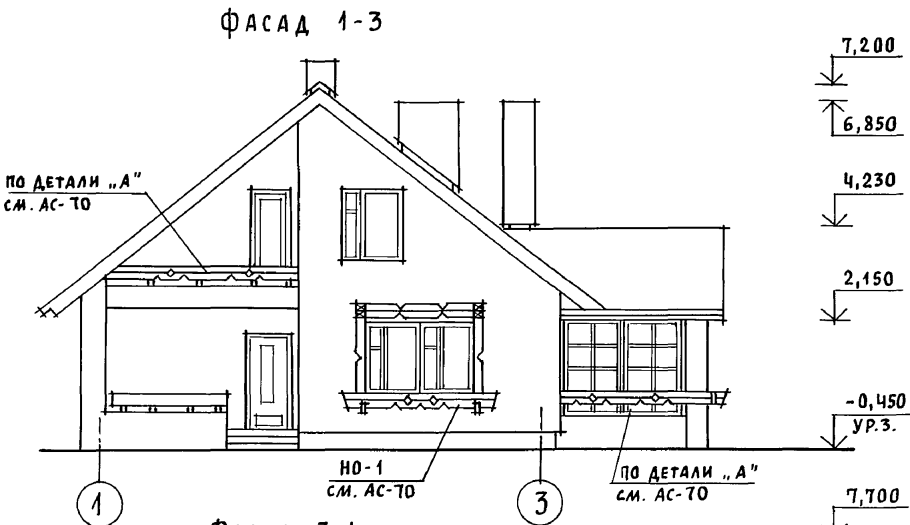 ФАСАД 1-3
7,200
6,850
ПО ДЕТАЛИ „А"
СМ. АС-70
4,230
2,150
-0,450
УР.З.
НО-1
СМ. АС-70
ПО ДЕТАЛИ „А"
СМ. АС-70
1
3
7,700